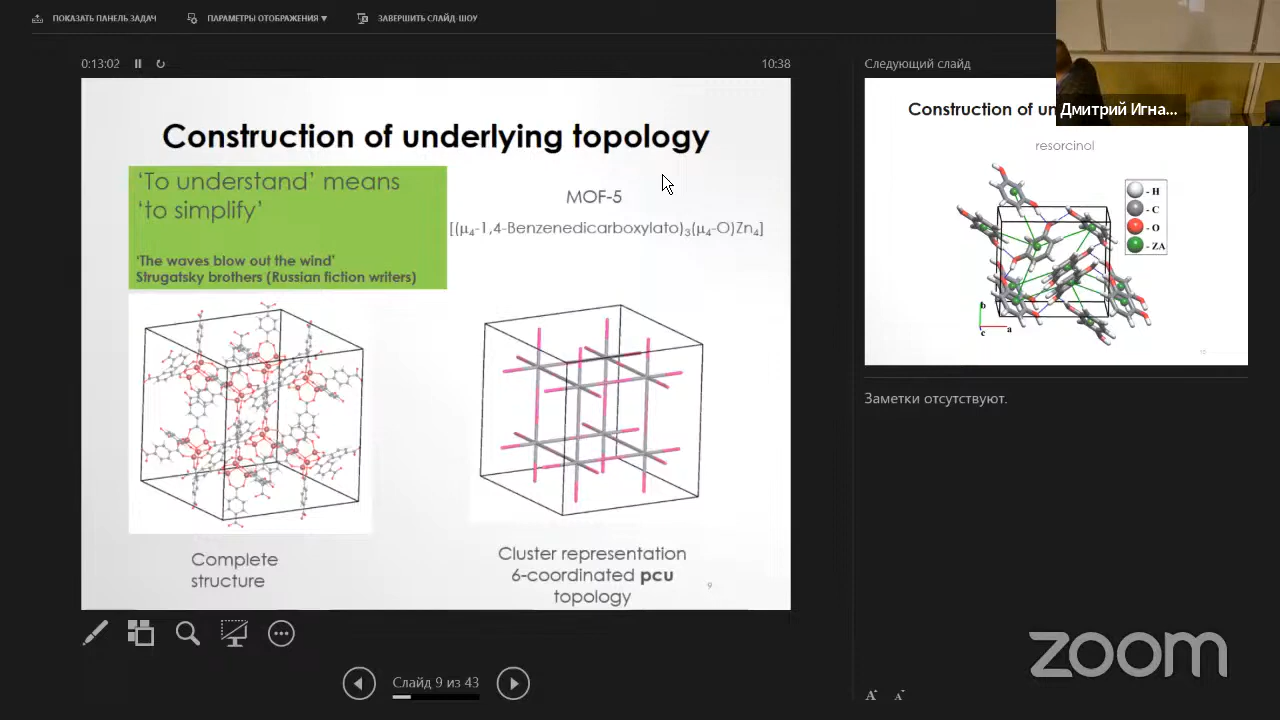 ПОКАЗАТЬ ПАНЕЛЬ ЗАДАЧ
ПАРАМЕТРЫ ОТОБРАЖЕНИЯ ▾
ЗАВЕРШИТЬ СЛАЙД-ШОУ
0:13:02
10:38
Construction of underlying topology
‘To understand’ means
‘to simplify’
‘The waves blow out the wind’
Strugatsky brothers (Russian fiction writers)
MOF-5
[(μ₄-1,4-Benzenedicarboxylato)₃(μ₄-O)Zn₄]
Complete
structure
Cluster representation
6-coordinated pcu
topology
9
Слайд 9 из 43
Следующий слайд
Construction of un
Дмитрий Игна...
resorcinol
- H
- C
- O
- ZA
b
a
c
10
Заметки отсутствуют.
A
A
zoom